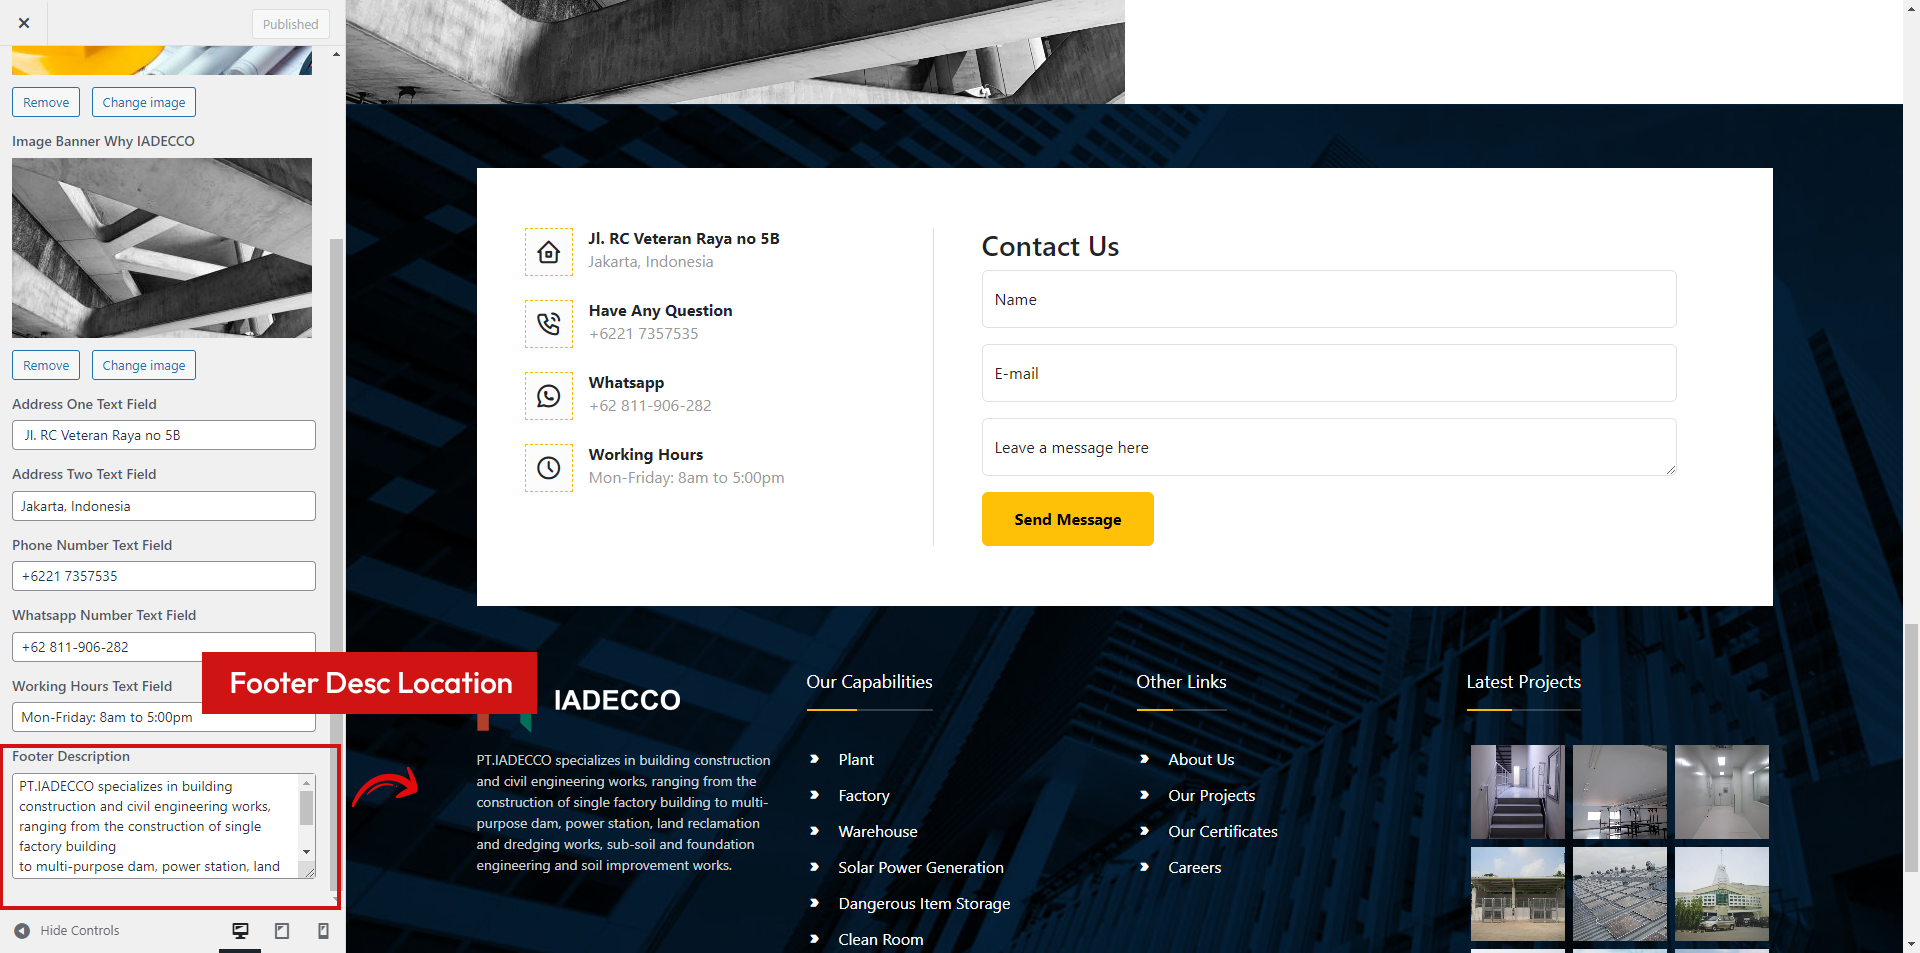 Published
Remove
Change image
Image Banner Why IADECCO
Remove
Change image
Address One Text Field
Jl. RC Veteran Raya no 5B
Address Two Text Field
Jakarta, Indonesia
Phone Number Text Field
+6221 7357535
Whatsapp Number Text Field
+62 811-906-282
Working Hours Text Field
Mon-Friday: 8am to 5:00pm
Footer Description
PT.IADECCO specializes in building
construction and civil engineering works,
ranging from the construction of single
factory building
to multi-purpose dam, power station, land
Hide Controls
Footer Desc Location
Jl. RC Veteran Raya no 5B
Jakarta, Indonesia
Have Any Question
+6221 7357535
Whatsapp
+62 811-906-282
Working Hours
Mon-Friday: 8am to 5:00pm
Contact Us
Name
E-mail
Leave a message here
Send Message
IADECCO
PT.IADECCO specializes in building construction
and civil engineering works, ranging from the
construction of single factory building to multi-
purpose dam, power station, land reclamation
and dredging works, sub-soil and foundation
engineering and soil improvement works.
Our Capabilities
Plant
Factory
Warehouse
Solar Power Generation
Dangerous Item Storage
Clean Room
Other Links
About Us
Our Projects
Our Certificates
Careers
Latest Projects